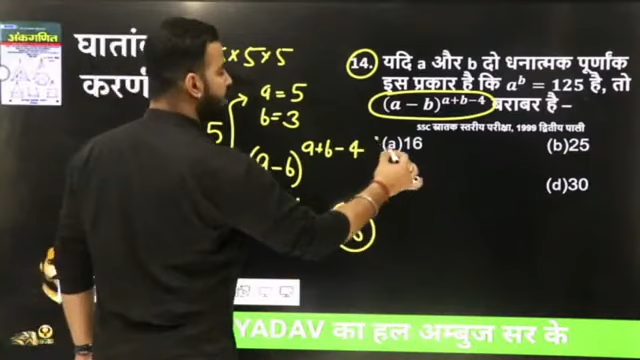 अंकगणित
घातांक
करणी
5×5×5
a = 5
b = 3
5
(a-b)^{a+b-4}
14. यदि a और b दो धनात्मक पूर्णांक
इस प्रकार है कि a^b = 125 है, तो
(a - b)^{a+b-4} बराबर है –
SSC स्नातक स्तरीय परीक्षा, 1999 द्वितीय पाली
(a)16
(b)25
(d)30
YADAV का हल अम्बुज सर के